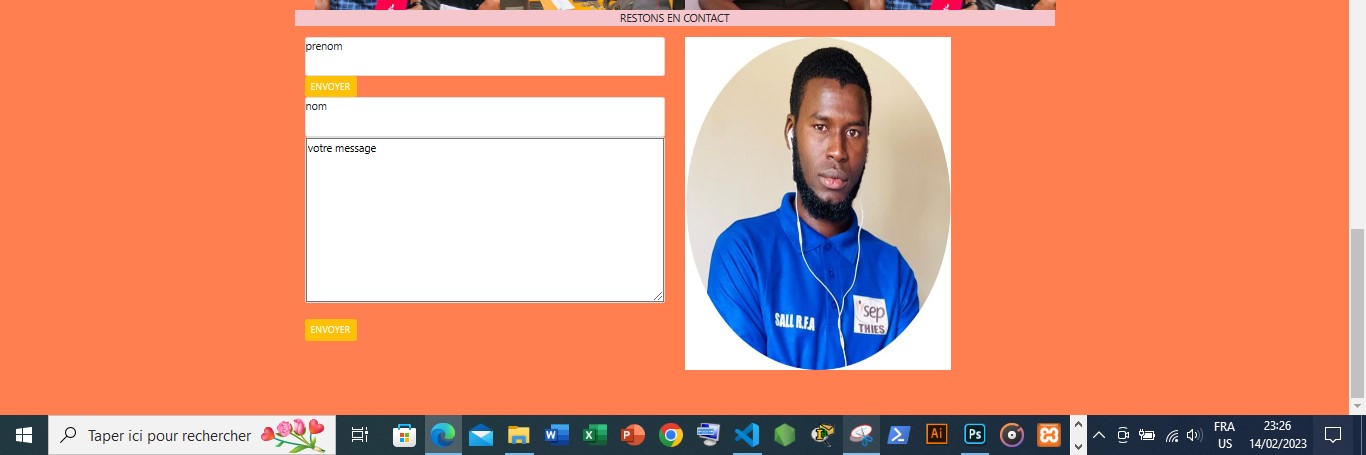 RESTONS EN CONTACT
prenom
ENVOYER
nom
votre message
ENVOYER
SALL R.F.A
isep
THIES
Taper ici pour rechercher
Ai
Ps
FRA
US
23:26
14/02/2023